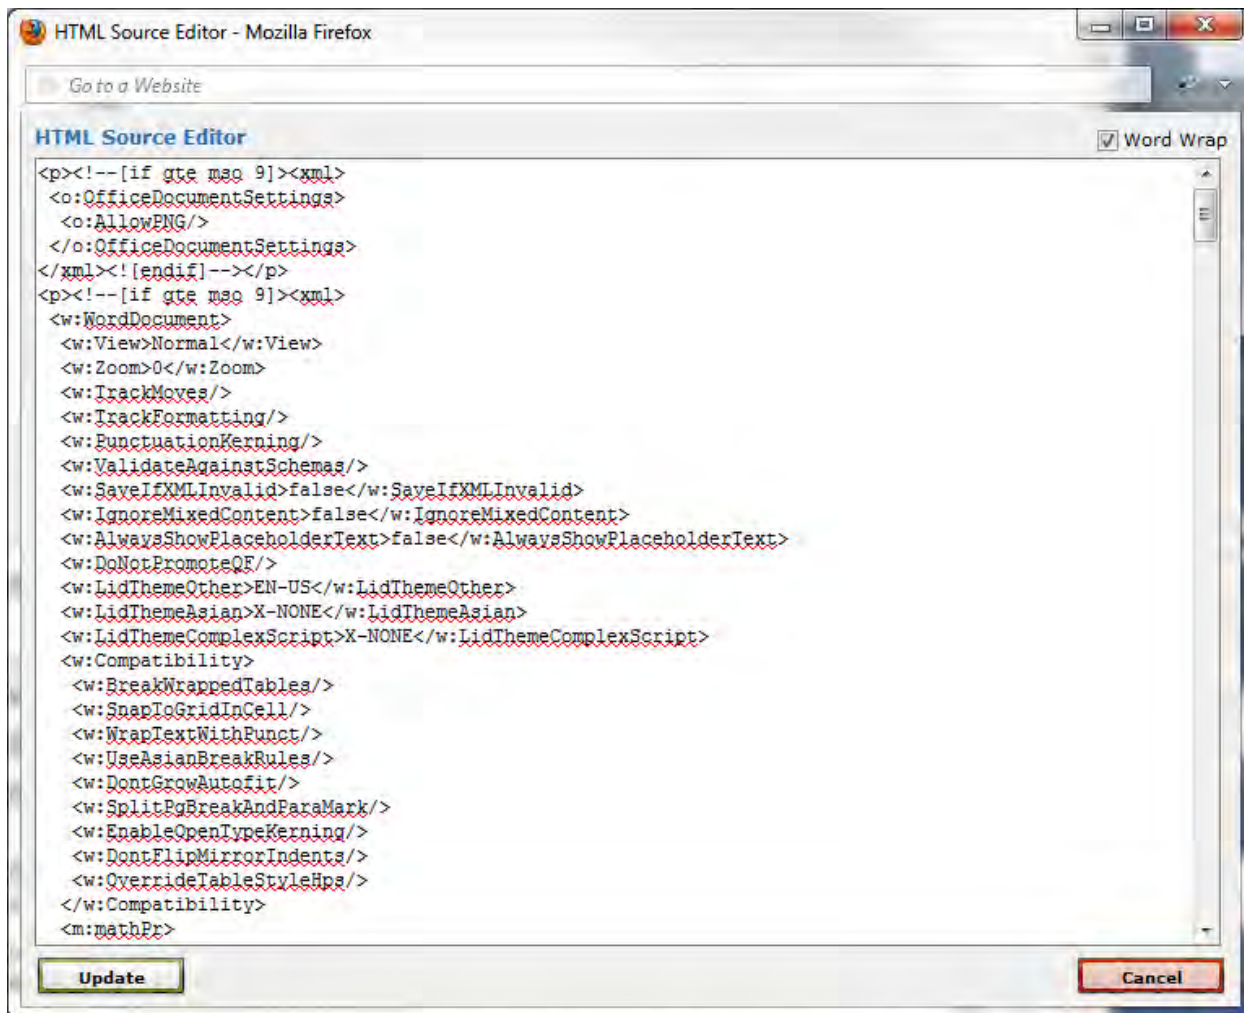 HTML Source Editor - Mozilla Firefox
Go to a Website
HTML Source Editor
Word Wrap
<p><!--[if gte mso 9]><xml>
<o:OfficeDocumentSettings>
<o:AllowPNG/>
</o:OfficeDocumentSettings>
</xml><![endif]--></p>
<p><!--[if gte mso 9]><xml>
<w:WordDocument>
<w:View>Normal</w:View>
<w:Zoom>0</w:Zoom>
<w:TrackMoves/>
<w:TrackFormatting/>
<w:PunctuationKerning/>
<w:ValidateAgainstSchemas/>
<w:SaveIfXMLInvalid>false</w:SaveIfXMLInvalid>
<w:IgnoreMixedContent>false</w:IgnoreMixedContent>
<w:AlwaysShowPlaceholderText>false</w:AlwaysShowPlaceholderText>
<w:DoNotPromoteQF/>
<w:LidThemeOther>EN-US</w:LidThemeOther>
<w:LidThemeAsian>X-NONE</w:LidThemeAsian>
<w:LidThemeComplexScript>X-NONE</w:LidThemeComplexScript>
<w:Compatibility>
<w:BreakWrappedTables/>
<w:SnapToGridInCell/>
<w:WrapTextWithPunct/>
<w:UseAsianBreakRules/>
<w:DontGrowAutofit/>
<w:SplitPgBreakAndParaMark/>
<w:EnableOpenTypeKerning/>
<w:DontFlipMirrorIndents/>
<w:OverrideTableStyleHps/>
</w:Compatibility>
<m:mathPr>
Update
Cancel